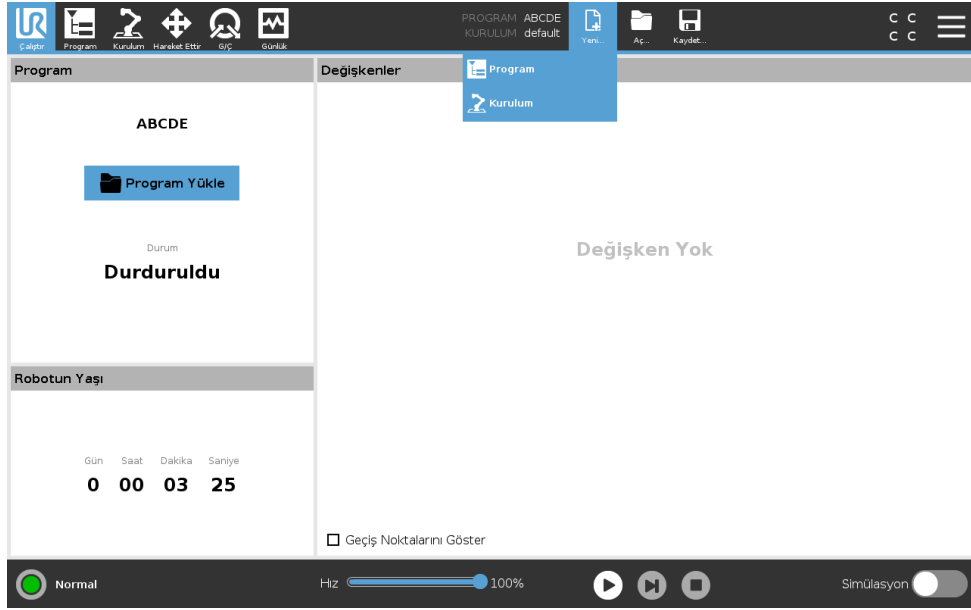 UR
Çalıştır Program Kurulum Hareket Ettir G/Ç Günlük
PROGRAM ABCDE
KURULUM default
Yeni... Aç... Kaydet...
C C
C C
Program
Kurulum
Program
ABCDE
Program Yükle
Durum
Durduruldu
Robotun Yaşı
Gün Saat Dakika Saniye
0 00 03 25
Değişkenler
Değişken Yok
Geçiş Noktalarını Göster
Normal
Hız 100%
Simülasyon